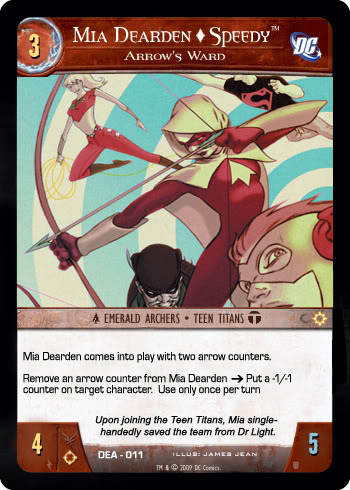 3
Mia Dearden ♦ Speedy™
DC
Arrow's Ward
Emerald Archers • Teen Titans
Mia Dearden comes into play with two arrow counters.
Remove an arrow counter from Mia Dearden → Put a -1/-1
counter on target character.  Use only once per turn
Upon joining the Teen Titans, Mia single-
handedly saved the team from Dr Light.
4
DEA - 011
Illus: James Jean
5
TM & © 2009 DC Comics.